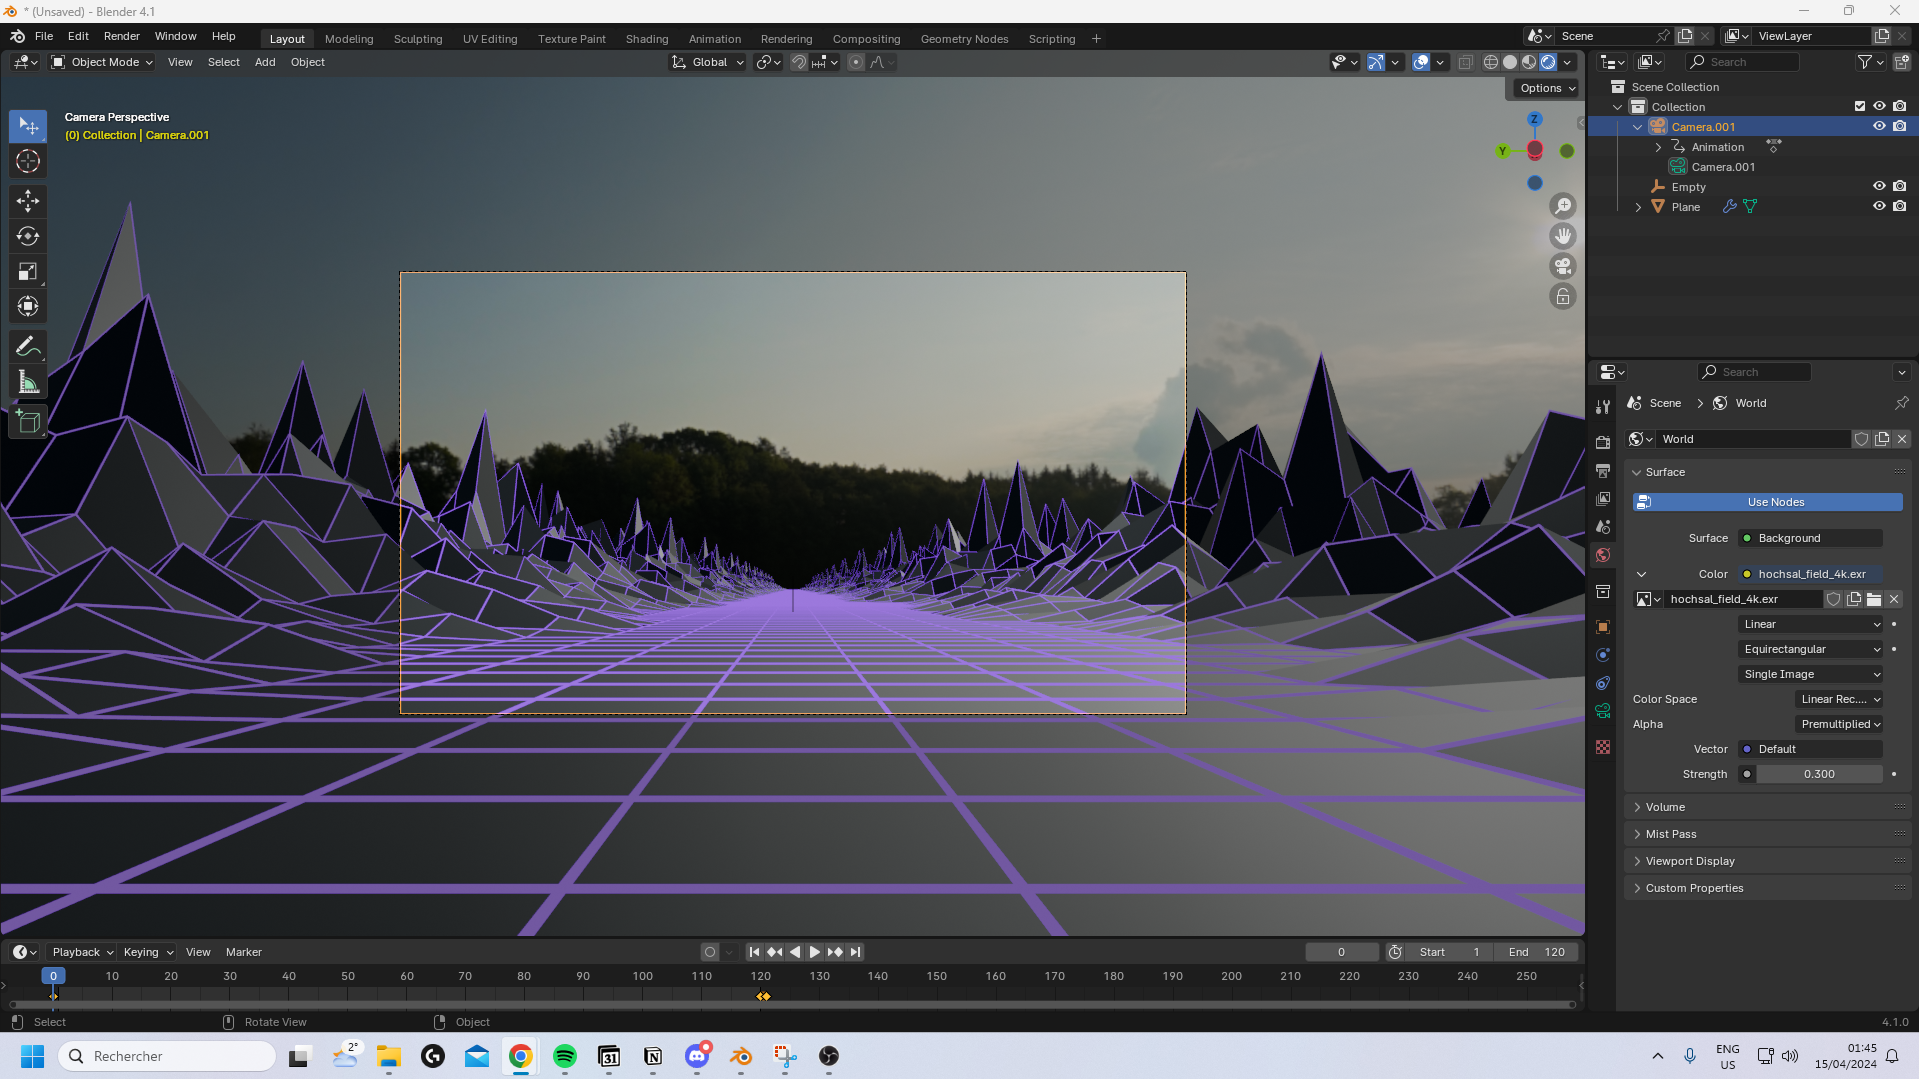 * (Unsaved) - Blender 4.1
File Edit Render Window Help
Layout Modeling Sculpting UV Editing Texture Paint Shading Animation Rendering Compositing Geometry Nodes Scripting +
Scene
ViewLayer
Object Mode View Select Add Object
Global
Options
Camera Perspective
(0) Collection | Camera.001
Z
Y
Search
Scene Collection
Collection
Camera.001
Animation
Camera.001
Empty
Plane
Search
Scene > World
World
Surface
Use Nodes
Surface Background
Color hochsal_field_4k.exr
hochsal_field_4k.exr
Linear
Equirectangular
Single Image
Color Space Linear Rec....
Alpha Premultiplied
Vector Default
Strength 0.300
Volume
Mist Pass
Viewport Display
Custom Properties
Playback Keying View Marker
0 Start 1 End 120
0 10 20 30 40 50 60 70 80 90 100 110 120 130 140 150 160 170 180 190 200 210 220 230 240 250
Select Rotate View Object 4.1.0
Rechercher
2°
31
ENG
US
01:45
15/04/2024